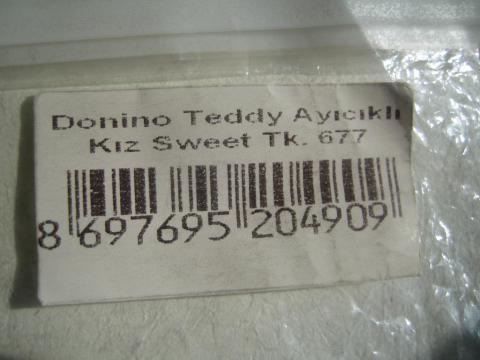 Donino Teddy Ayıcıklı
Kız Sweet Tk. 677
8 697695 204909